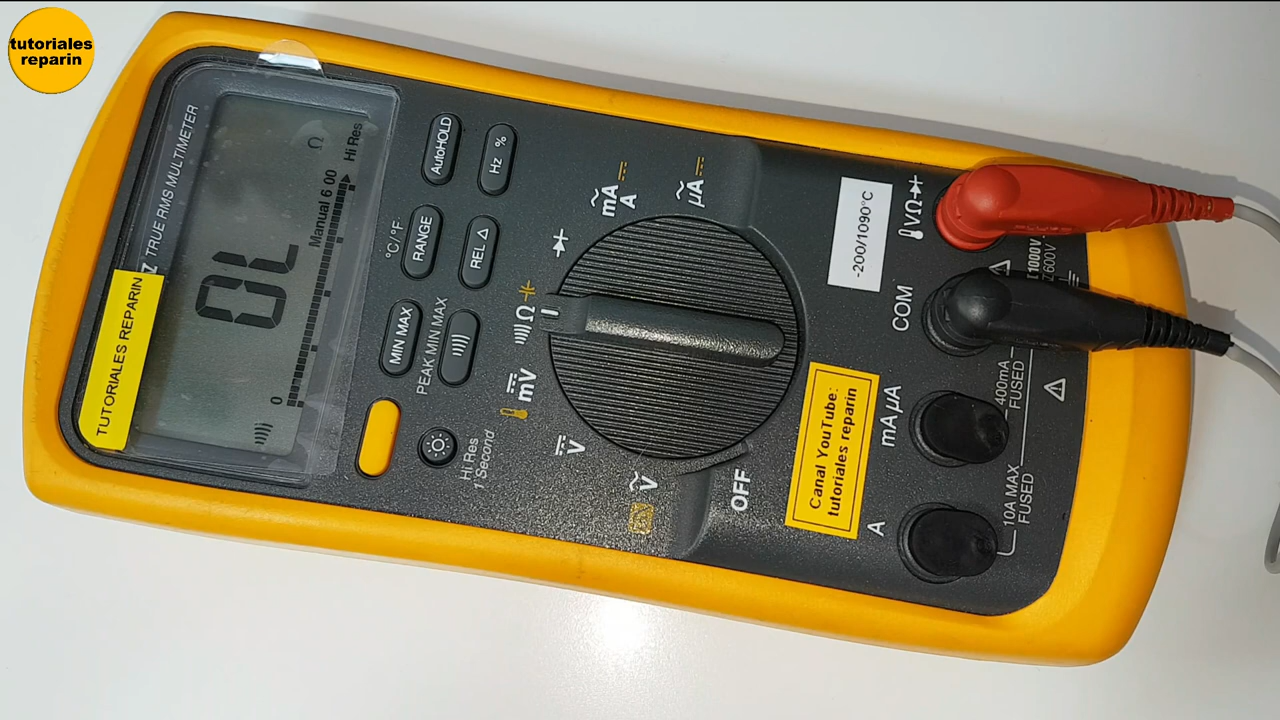 tutoriales
reparin
TRUE RMS MULTIMETER
TUTORIALES REPARIN
Ω
Hi Res
Manual 6 00
OL
0
AutoHOLD
Hz %
°C/°F
RANGE
REL Δ
MIN MAX
PEAK MIN MAX
Hi Res
1 Second
mA
A
µA
Ω
mV
V
V
OFF
-200/1090°C
VΩ
COM
1000V
600V
mA µA
400mA
FUSED
A
10A MAX
FUSED
Canal YouTube:
tutoriales reparin